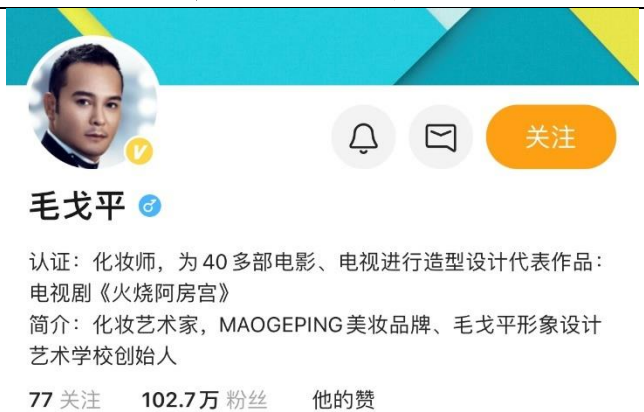 V
关注
毛戈平
认证：化妆师，为40多部电影、电视进行造型设计代表作品：
电视剧《火烧阿房宫》
简介：化妆艺术家，MAOGEPING美妆品牌、毛戈平形象设计
艺术学校创始人
77 关注 102.7万 粉丝 他的赞